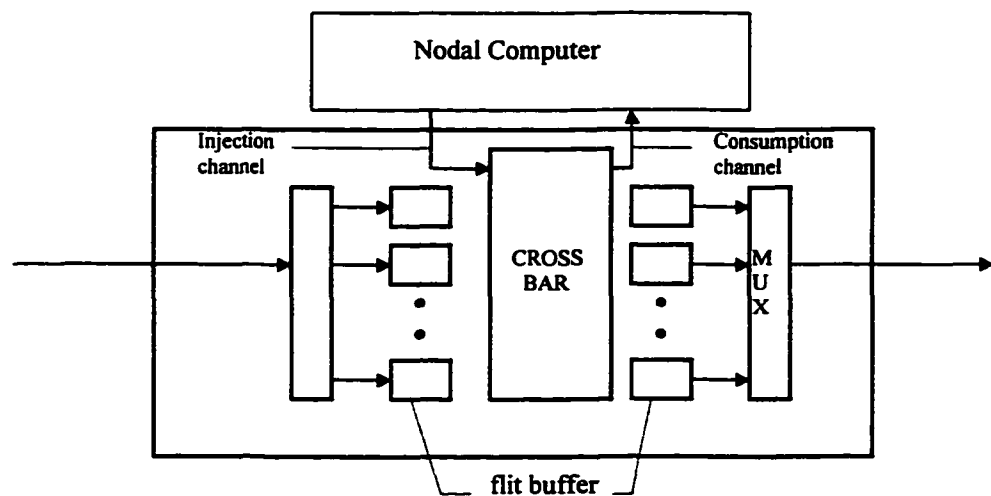 Nodal Computer
Injection
channel
Consumption
channel
CROSS
BAR
M
U
X
flit buffer